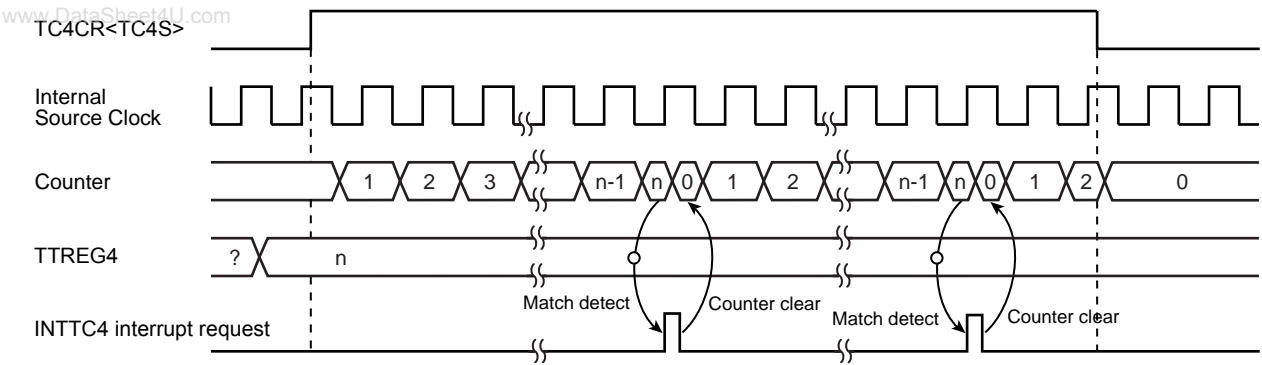 www.DataSheet4U.com
TC4CR<TC4S>
Internal
Source Clock
Counter
1 2 3 n-1 n 0 1 2 n-1 n 0 1 2 0
TTREG4
? n
Match detect Counter clear Match detect Counter clear
INTTC4 interrupt request